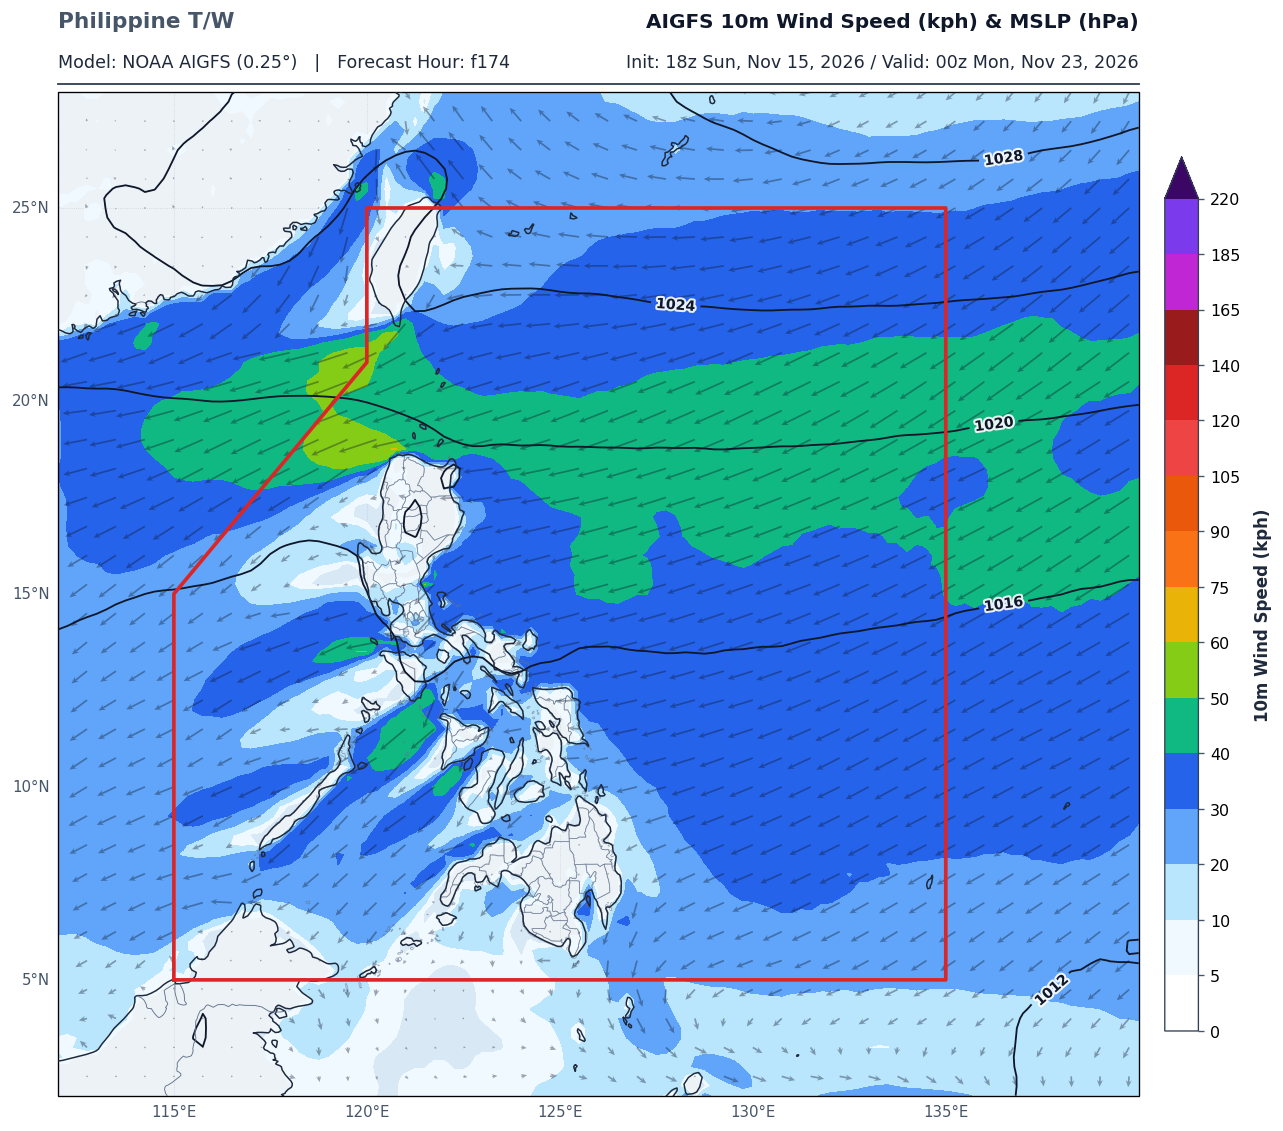 Philippine T/W
AIGFS 10m Wind Speed (kph) & MSLP (hPa)
Model: NOAA AIGFS (0.25°)   |   Forecast Hour: f174
Init: 18z Sun, Nov 15, 2026 / Valid: 00z Mon, Nov 23, 2026
1028
1024
1020
1016
1012
25°N
20°N
15°N
10°N
5°N
115°E
120°E
125°E
130°E
135°E
220
185
165
140
120
105
90
75
60
50
40
30
20
10
5
0
10m Wind Speed (kph)